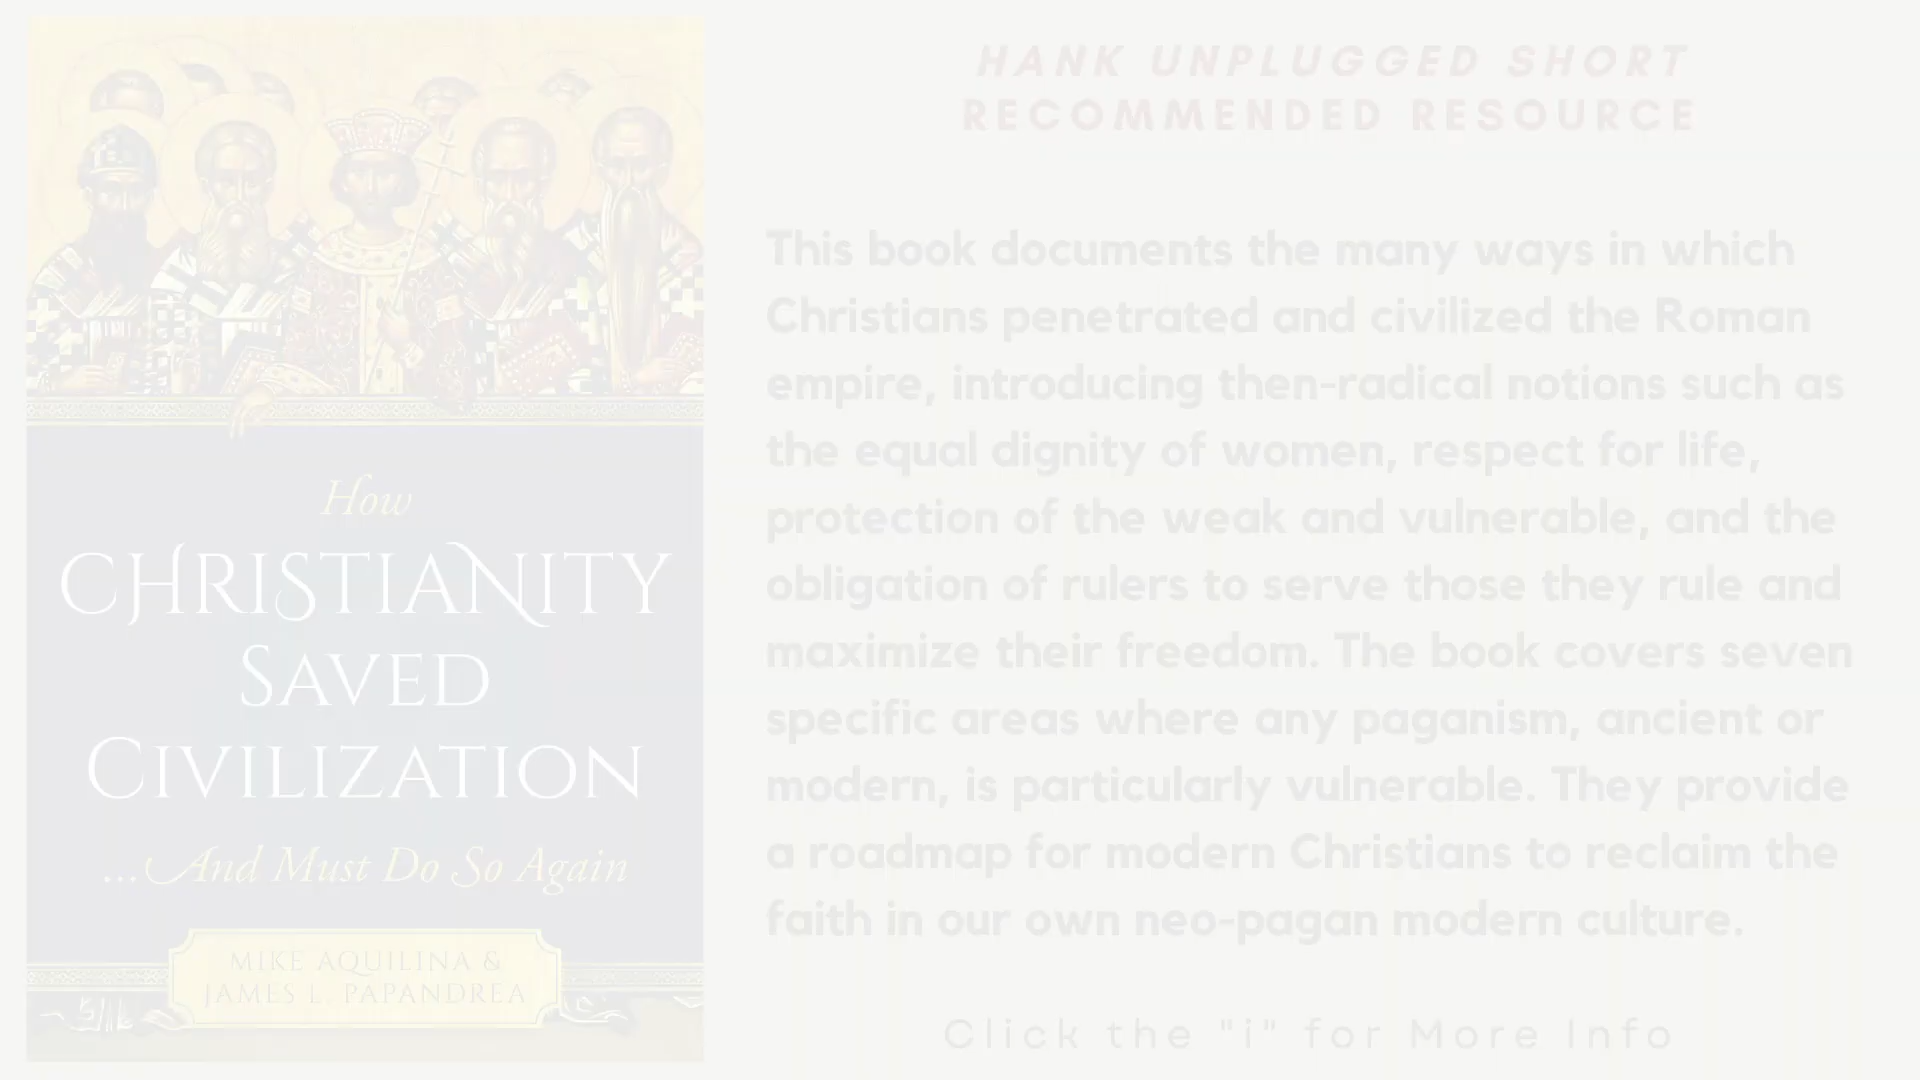 How
CHRISTIANITY
SAVED
CIVILIZATION
...And Must Do So Again
MIKE AQUILINA &
JAMES L. PAPANDREA
HANK UNPLUGGED SHORT
RECOMMENDED RESOURCE
This book documents the many ways in which
Christians penetrated and civilized the Roman
empire, introducing then-radical notions such as
the equal dignity of women, respect for life,
protection of the weak and vulnerable, and the
obligation of rulers to serve those they rule and
maximize their freedom. The book covers seven
specific areas where any paganism, ancient or
modern, is particularly vulnerable. They provide
a roadmap for modern Christians to reclaim the
faith in our own neo-pagan modern culture.
Click the "i" for More Info